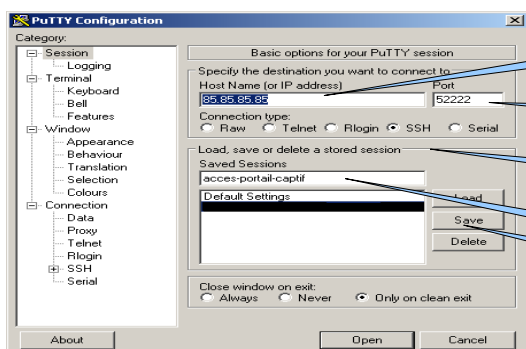 PuTTY Configuration
Category:
Session
Logging
Terminal
Keyboard
Bell
Features
Window
Appearance
Behaviour
Translation
Selection
Colours
Connection
Data
Proxy
Telnet
Rlogin
SSH
Serial
Basic options for your PuTTY session
Specify the destination you want to connect to
Host Name (or IP address) Port
85.85.85.85 52222
Connection type:
Raw Telnet Rlogin SSH Serial
Load, save or delete a stored session
Saved Sessions
acces-portail-captif
Default Settings
Load
Save
Delete
Close window on exit:
Always Never Only on clean exit
About Open Cancel